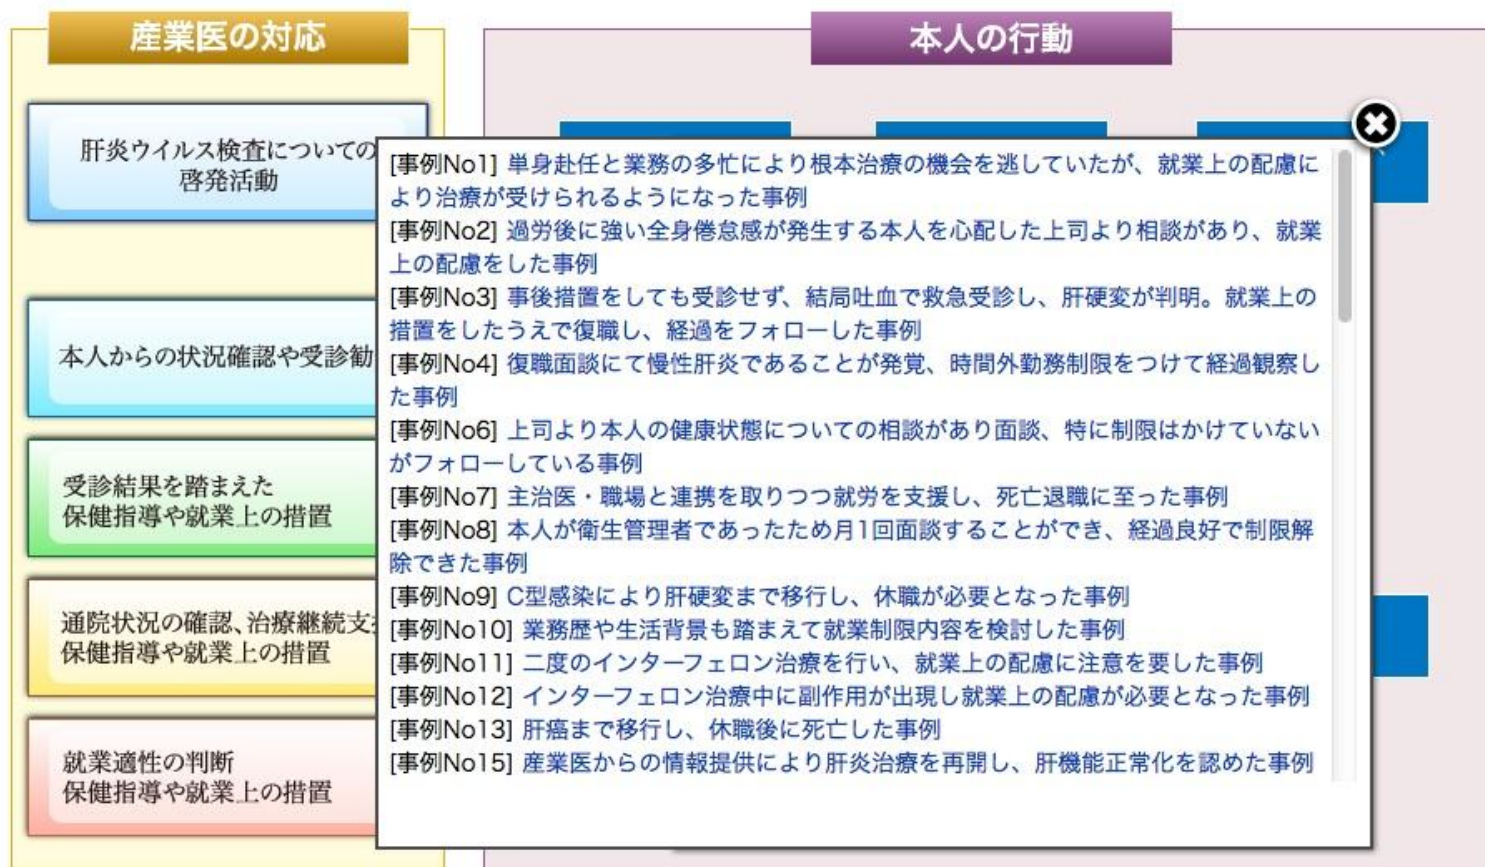 産業医の対応
本人の行動
肝炎ウイルス検査についての
啓発活動
本人からの状況確認や受診勧
受診結果を踏まえた
保健指導や就業上の措置
通院状況の確認、治療継続支
保健指導や就業上の措置
就業適性の判断
保健指導や就業上の措置
[事例No1] 単身赴任と業務の多忙により根本治療の機会を逃していたが、就業上の配慮に
より治療が受けられるようになった事例
[事例No2] 過労後に強い全身倦怠感が発生する本人を心配した上司より相談があり、就業
上の配慮をした事例
[事例No3] 事後措置をしても受診せず、結局吐血で救急受診し、肝硬変が判明。就業上の
措置をしたうえで復職し、経過をフォローした事例
[事例No4] 復職面談にて慢性肝炎であることが発覚、時間外勤務制限をつけて経過観察し
た事例
[事例No6] 上司より本人の健康状態についての相談があり面談、特に制限はかけていない
がフォローしている事例
[事例No7] 主治医・職場と連携を取りつつ就労を支援し、死亡退職に至った事例
[事例No8] 本人が衛生管理者であったため月1回面談することができ、経過良好で制限解
除できた事例
[事例No9] C型感染により肝硬変まで移行し、休職が必要となった事例
[事例No10] 業務歴や生活背景も踏まえて就業制限内容を検討した事例
[事例No11] 二度のインターフェロン治療を行い、就業上の配慮に注意を要した事例
[事例No12] インターフェロン治療中に副作用が出現し就業上の配慮が必要となった事例
[事例No13] 肝癌まで移行し、休職後に死亡した事例
[事例No15] 産業医からの情報提供により肝炎治療を再開し、肝機能正常化を認めた事例